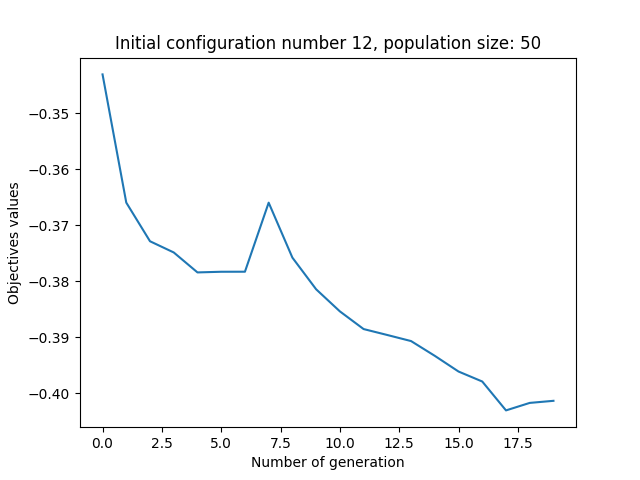 Initial configuration number 12, population size: 50
Objectives values
−0.35
−0.36
−0.37
−0.38
−0.39
−0.40
0.0 2.5 5.0 7.5 10.0 12.5 15.0 17.5
Number of generation